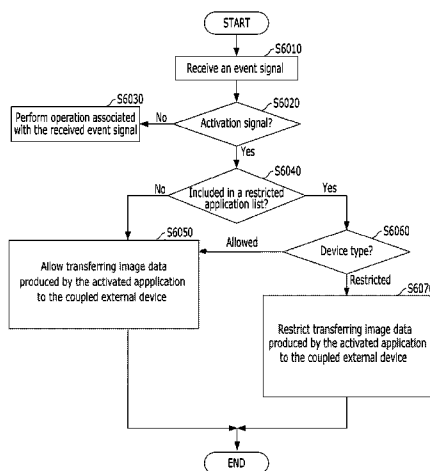 START
S6010
Receive an event signal
S6030
S6020
Perform operation associated
with the received event signal
No
Activation signal?
Yes
S6040
No
Included in a restricted
application list?
Yes
S6050
S6060
Allowed
Device type?
Allow transferring image data
produced by the activated appplication
to the coupled external device
Restricted
S6070
Restrict transferring image data
produced by the activated application
to the coupled external device
END